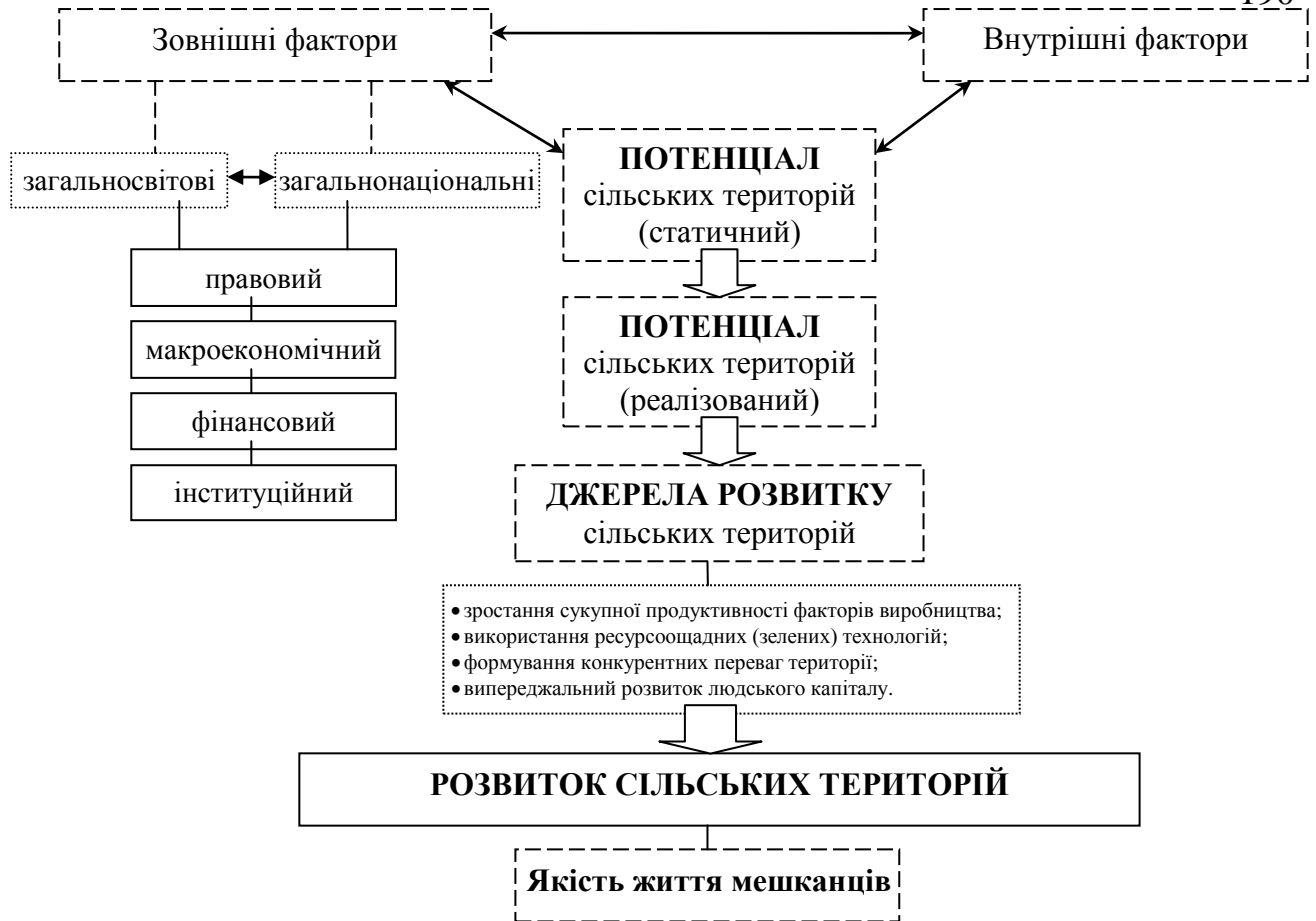 Зовнішні фактори
Внутрішні фактори
ПОТЕНЦІАЛ
сільських територій
(статичний)
загальносвітові
загальнонаціональні
правовий
макроекономічний
фінансовий
інституційний
ПОТЕНЦІАЛ
сільських територій
(реалізований)
ДЖЕРЕЛА РОЗВИТКУ
сільських територій
• зростання сукупної продуктивності факторів виробництва;
• використання ресурсоощадних (зелених) технологій;
• формування конкурентних переваг території;
• випереджальний розвиток людського капіталу.
РОЗВИТОК СІЛЬСЬКИХ ТЕРИТОРІЙ
Якість життя мешканців